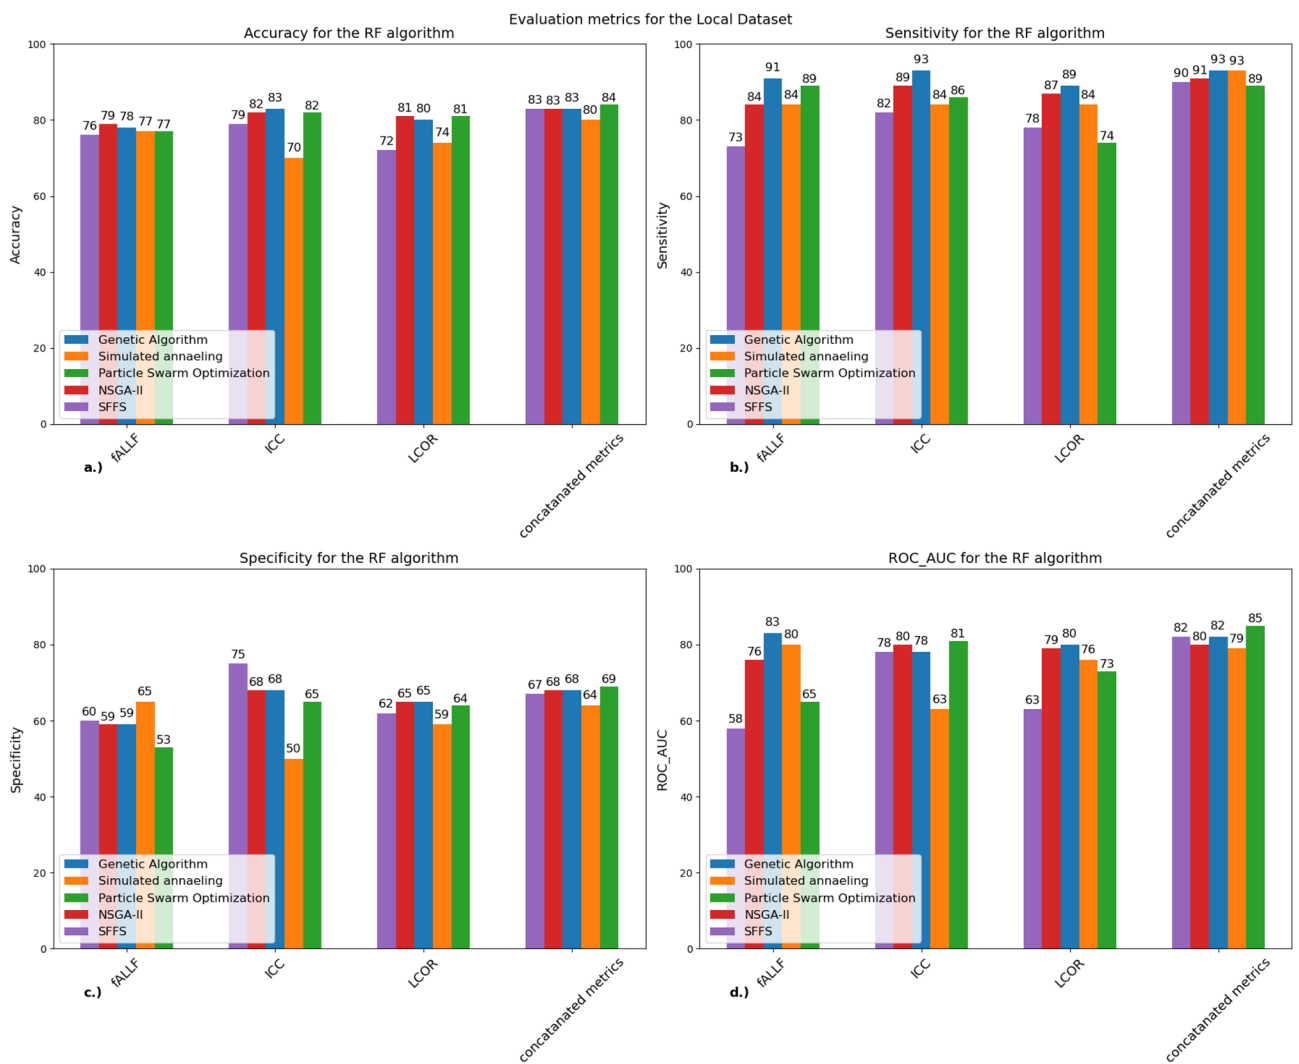 Evaluation metrics for the Local Dataset
Accuracy for the RF algorithm
100
80
60
40
20
0
Accuracy
76 79 78 77 77
79 82 83 70 82
72 81 80 74 81
83 83 83 80 84
Genetic Algorithm
Simulated annaeling
Particle Swarm Optimization
NSGA-II
SFFS
fALLF
ICC
LCOR
concatanated metrics
a.)
Sensitivity for the RF algorithm
100
80
60
40
20
0
Sensitivity
73 84 91 84 89
82 89 93 84 86
78 87 89 84 74
90 91 93 93 89
Genetic Algorithm
Simulated annaeling
Particle Swarm Optimization
NSGA-II
SFFS
fALLF
ICC
LCOR
concatanated metrics
b.)
Specificity for the RF algorithm
100
80
60
40
20
0
Specificity
60 59 59 65 53
75 68 68 50 65
62 65 65 59 64
67 68 68 64 69
Genetic Algorithm
Simulated annaeling
Particle Swarm Optimization
NSGA-II
SFFS
fALLF
ICC
LCOR
concatanated metrics
c.)
ROC_AUC for the RF algorithm
100
80
60
40
20
0
ROC_AUC
58 76 83 80 65
78 80 78 63 81
63 79 80 76 73
82 80 82 79 85
Genetic Algorithm
Simulated annaeling
Particle Swarm Optimization
NSGA-II
SFFS
fALLF
ICC
LCOR
concatanated metrics
d.)